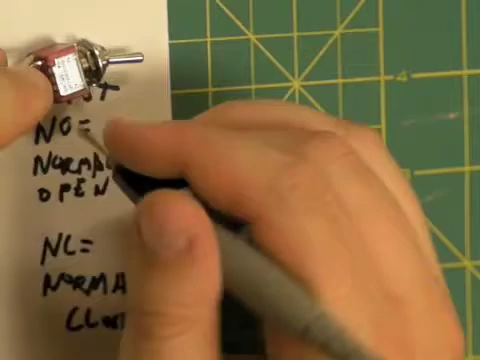 NO=
NORMA
OPEN
NC=
NORMA
CLO